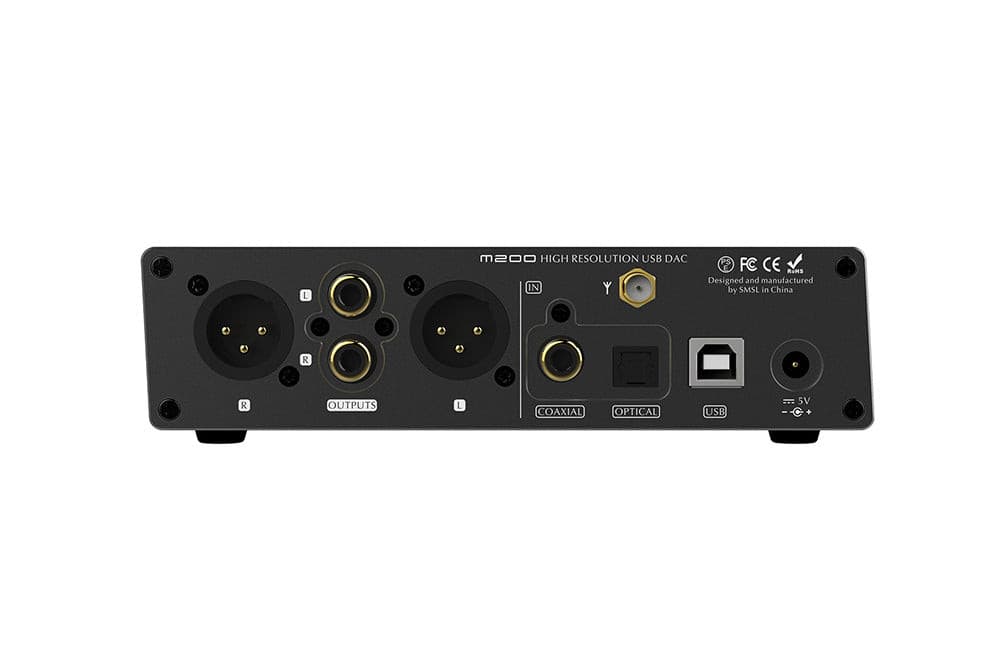 M200 HIGH RESOLUTION USB DAC
PSE FC CE RoHS
Designed and manufactured
by SMSL in China
IN
L
R
R
OUTPUTS
L
COAXIAL
OPTICAL
USB
5V
- +